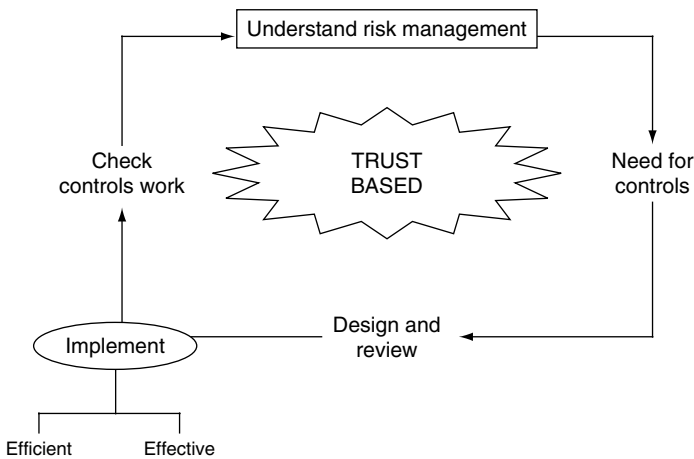 Understand risk management
Check
controls work
TRUST
BASED
Need for
controls
Design and
review
Implement
Efficient
Effective